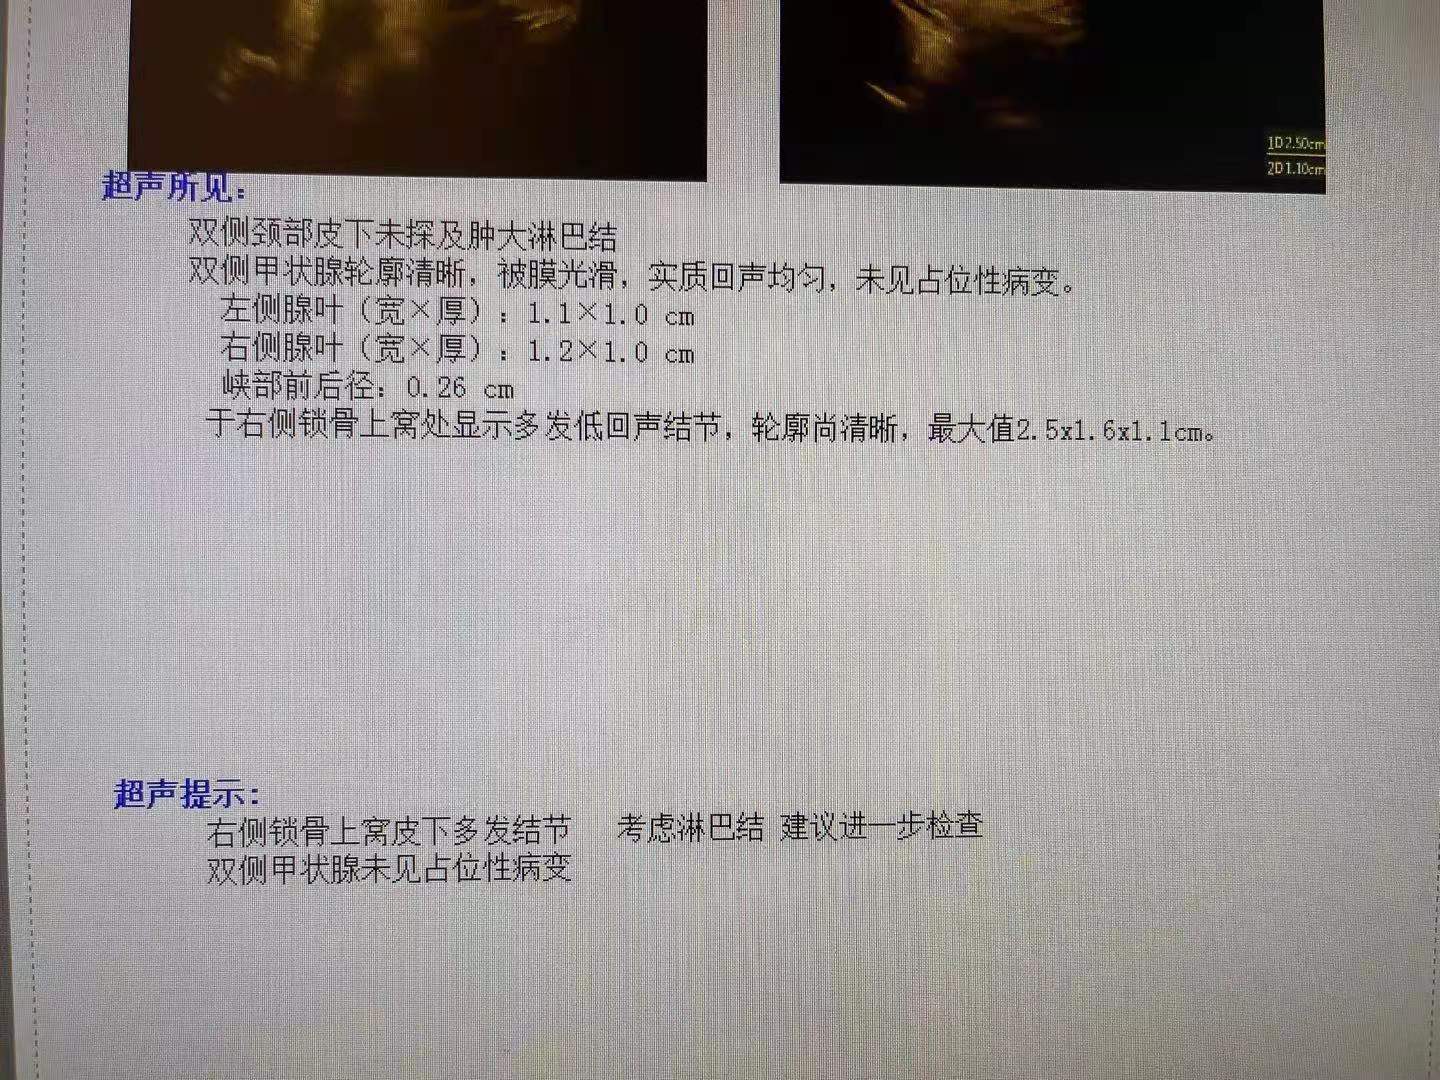 1D2.50cm
2D1.10cm
超声所见:
双侧颈部皮下未探及肿大淋巴结
双侧甲状腺轮廓清晰，被膜光滑，实质回声均匀，未见占位性病变。
左侧腺叶（宽×厚）: 1.1×1.0 cm
右侧腺叶（宽×厚）: 1.2×1.0 cm
峡部前后径: 0.26 cm
于右侧锁骨上窝处显示多发低回声结节，轮廓尚清晰，最大值2.5x1.6x1.1cm。
超声提示:
右侧锁骨上窝皮下多发结节 考虑淋巴结 建议进一步检查
双侧甲状腺未见占位性病变